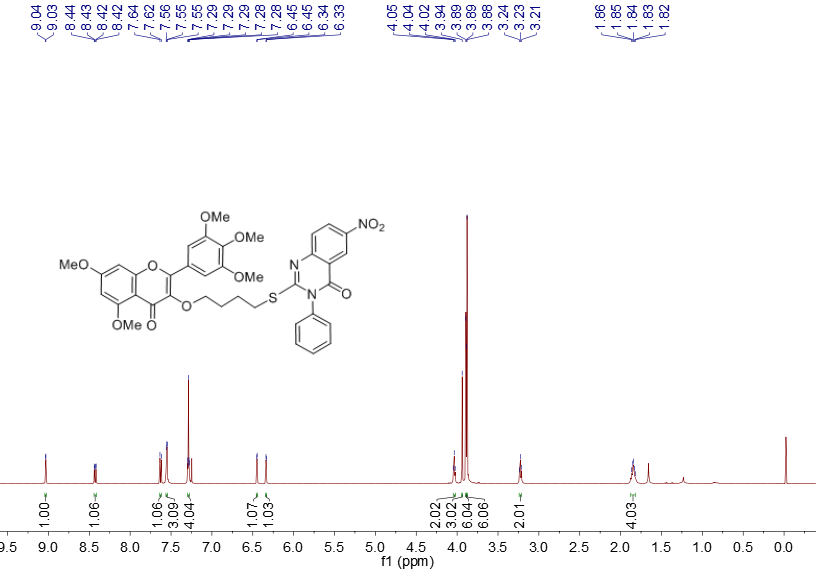 9.04 9.03 8.44 8.43 8.42 8.42 7.64 7.62 7.56 7.55 7.55 7.29 7.29 7.29 7.28 7.28 6.45 6.45 6.34 6.33 4.05 4.04 4.02 3.94 3.89 3.89 3.88 3.24 3.23 3.21 1.86 1.85 1.84 1.83 1.82
OMe
NO2
OMe
MeO O N
OMe
S N O
O
OMe O
1.00 1.06 1.06 3.09 4.04 1.07 1.03 2.02 3.02 6.04 6.06 2.01 4.03
9.5 9.0 8.5 8.0 7.5 7.0 6.5 6.0 5.5 5.0 4.5 4.0 3.5 3.0 2.5 2.0 1.5 1.0 0.5 0.0
f1 (ppm)